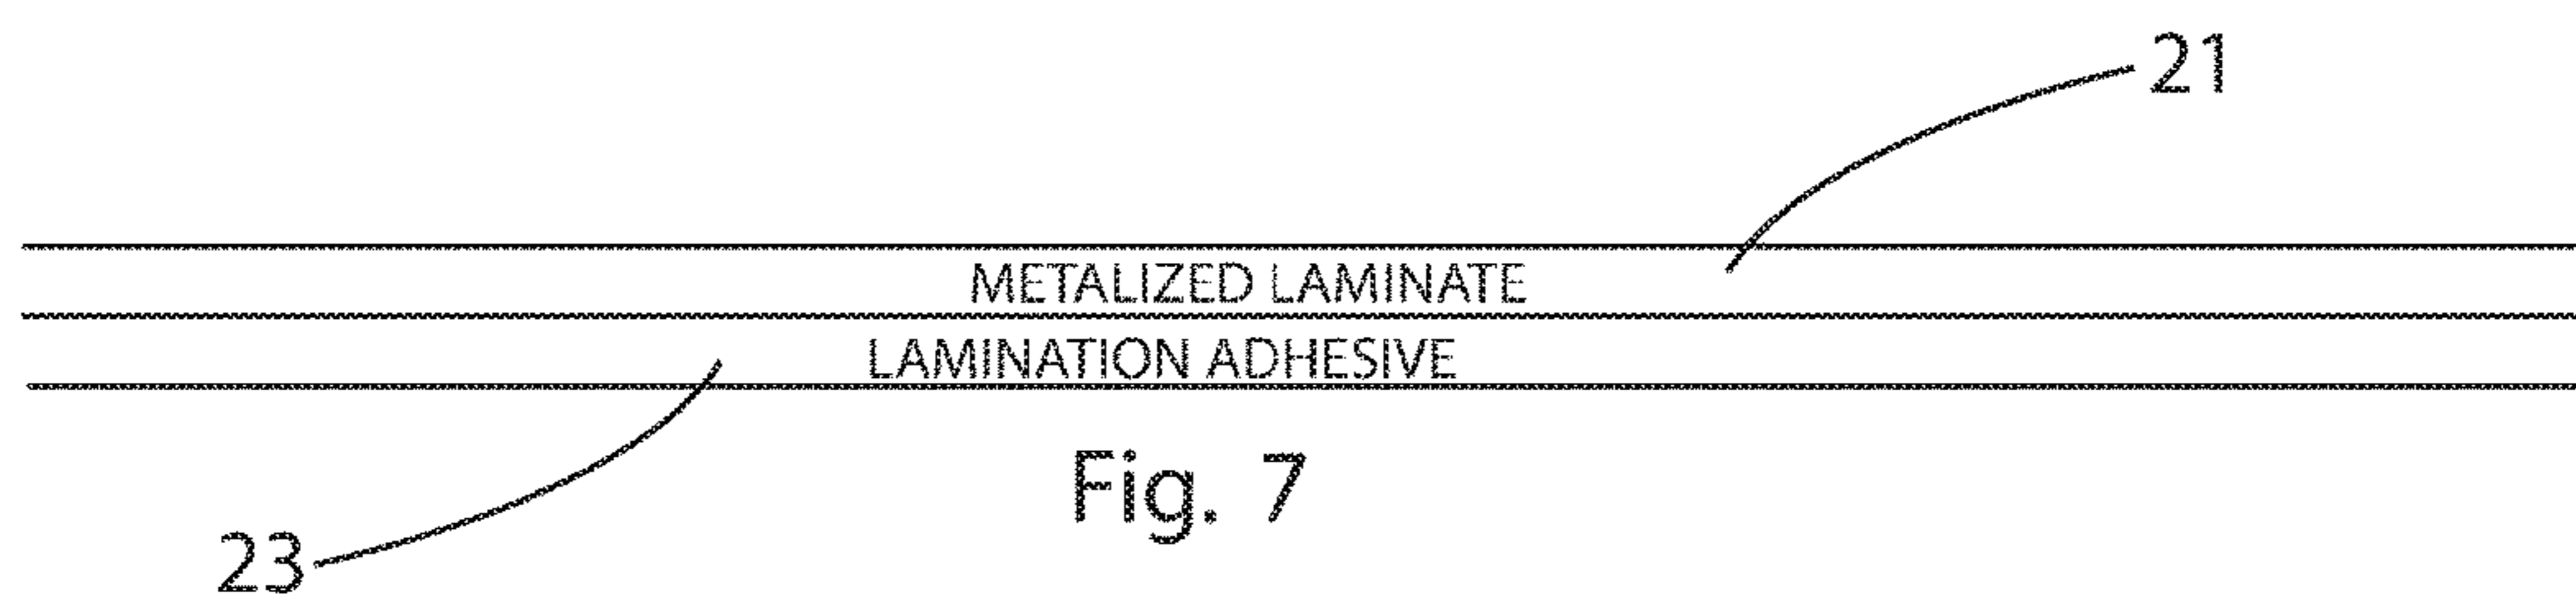 21
METALIZED LAMINATE
LAMINATION ADHESIVE
Fig. 7
23